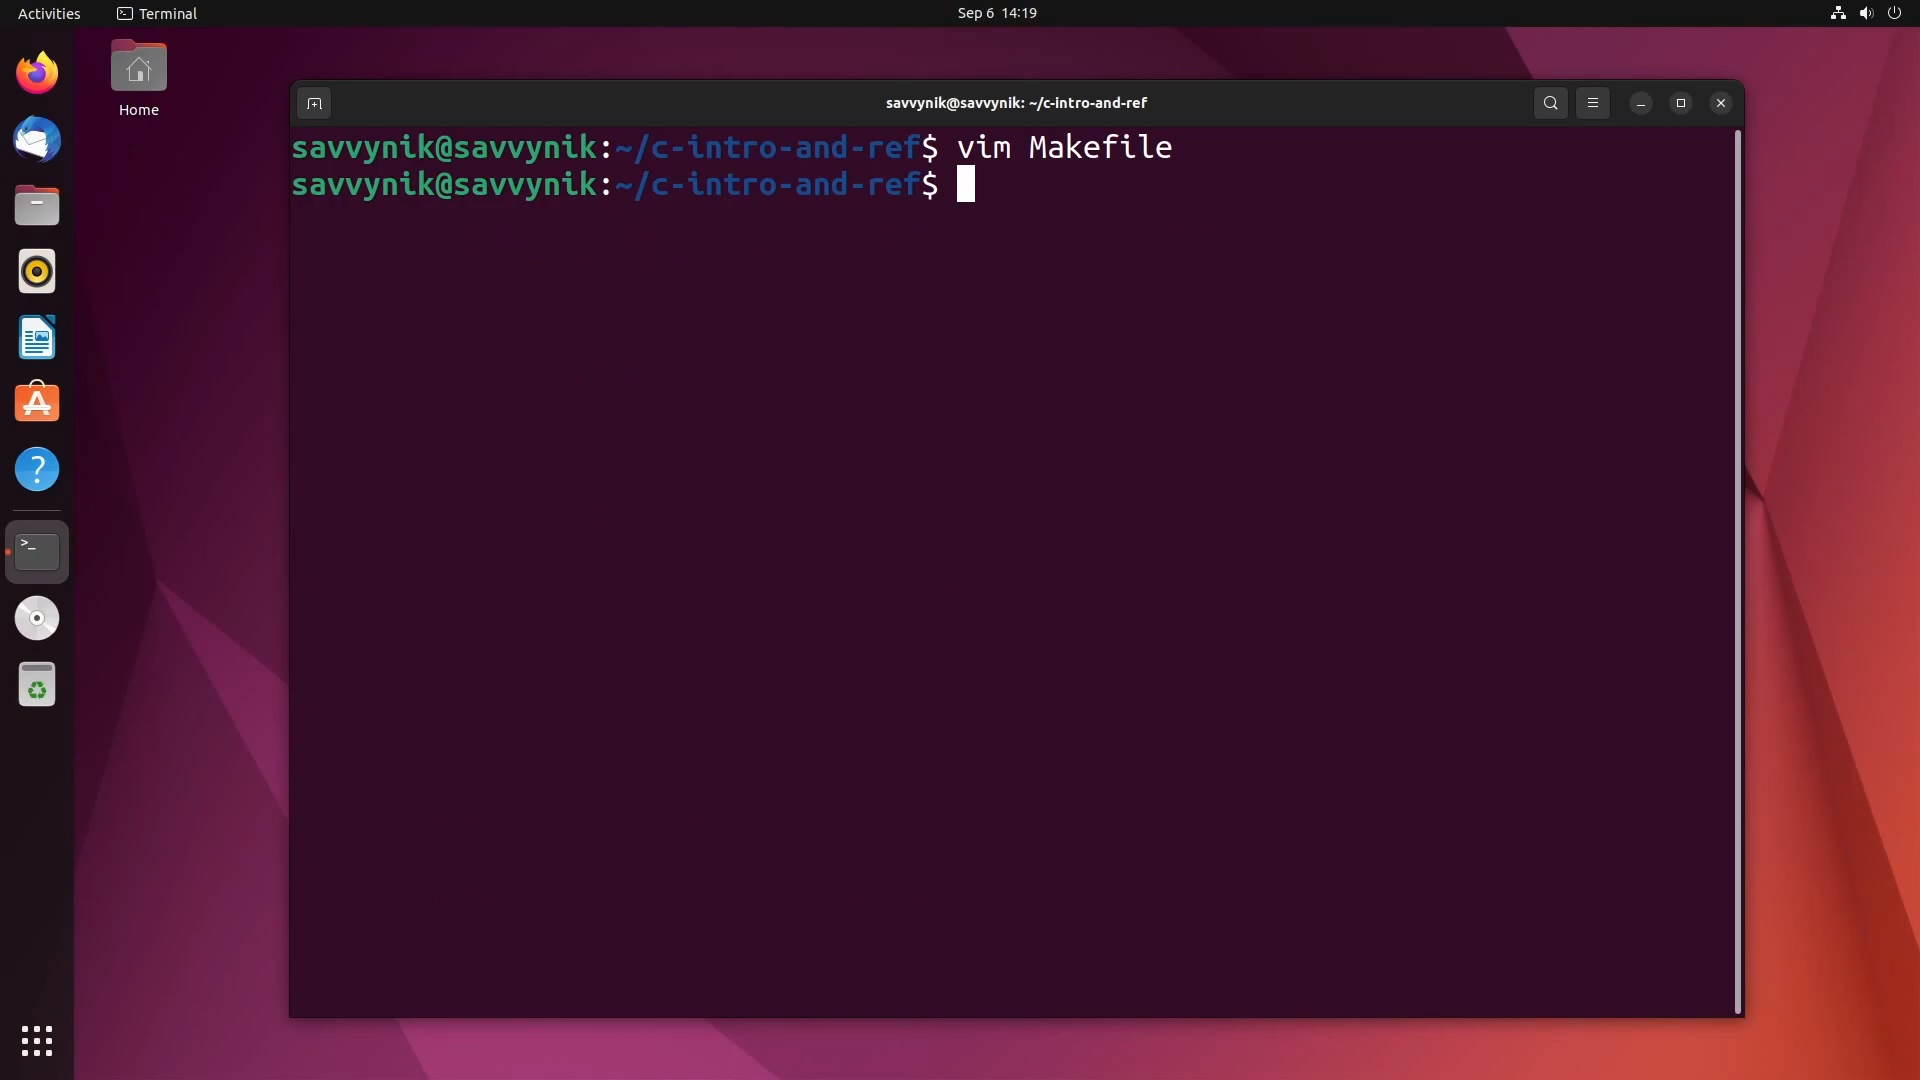 Activities Terminal Sep 6 14:19
Home
savvynik@savvynik: ~/c-intro-and-ref
savvynik@savvynik:~/c-intro-and-ref$ vim Makefile
savvynik@savvynik:~/c-intro-and-ref$